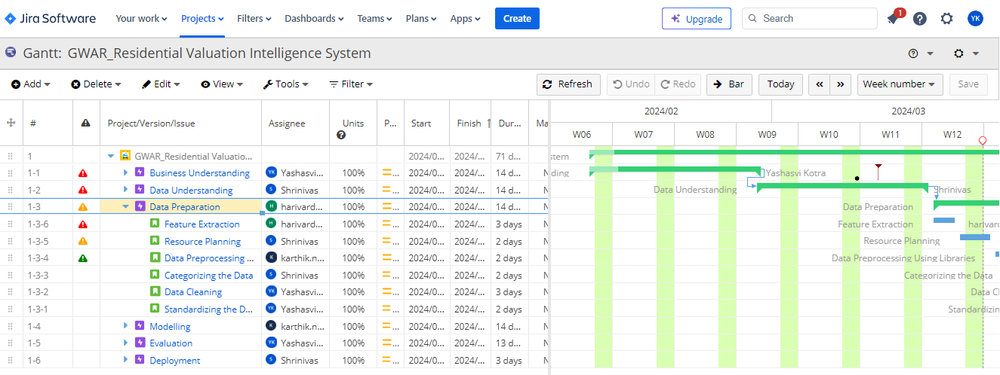 Jira Software Your work Projects Filters Dashboards Teams Plans Apps Create Upgrade Search 1 ? YK
Gantt: GWAR_Residential Valuation Intelligence System ?
Add Delete Edit View Tools Filter Refresh Undo Redo Bar Today « » Week number Save
# Project/Version/Issue Assignee Units ? P... Start Finish Dur... Ma 2024/02 2024/03
W06 W07 W08 W09 W10 W11 W12
1 GWAR_Residential Valuatio... 2024/0... 2024/... 71 d... stem
1-1 Business Understanding YK Yashasvi... 100% ... 2024/0... 2024/... 14 d... N ding Yashasvi Kotra
1-2 Data Understanding S Shrinivas 100% ... 2024/0... 2024/... 14 d... N Data Understanding Shrinivas
1-3 Data Preparation H harivard... 100% ... 2024/0... 2024/... 14 d... N Data Preparation
1-3-6 Feature Extraction H harivard... 100% ... 2024/0... 2024/... 3 days N Feature Extraction harivard
1-3-5 Resource Planning S Shrinivas 100% ... 2024/0... 2024/... 2 days N Resource Planning
1-3-4 Data Preprocessing ... K karthik.n... 100% ... 2024/0... 2024/... 2 days N Data Preprocessing Using Libraries
1-3-3 Categorizing the Data S Shrinivas 100% ... 2024/0... 2024/... 2 days N Categorizing the Data
1-3-2 Data Cleaning YK Yashasvi... 100% ... 2024/0... 2024/... 3 days N Data Cl
1-3-1 Standardizing the D... YK Yashasvi... 100% ... 2024/0... 2024/... 2 days N Standardizin
1-4 Modelling K karthik.n... 100% ... 2024/0... 2024/... 14 d... N
1-5 Evaluation YK Yashasvi... 100% ... 2024/0... 2024/... 13 d... N
1-6 Deployment S Shrinivas 100% ... 2024/0... 2024/... 2 days N